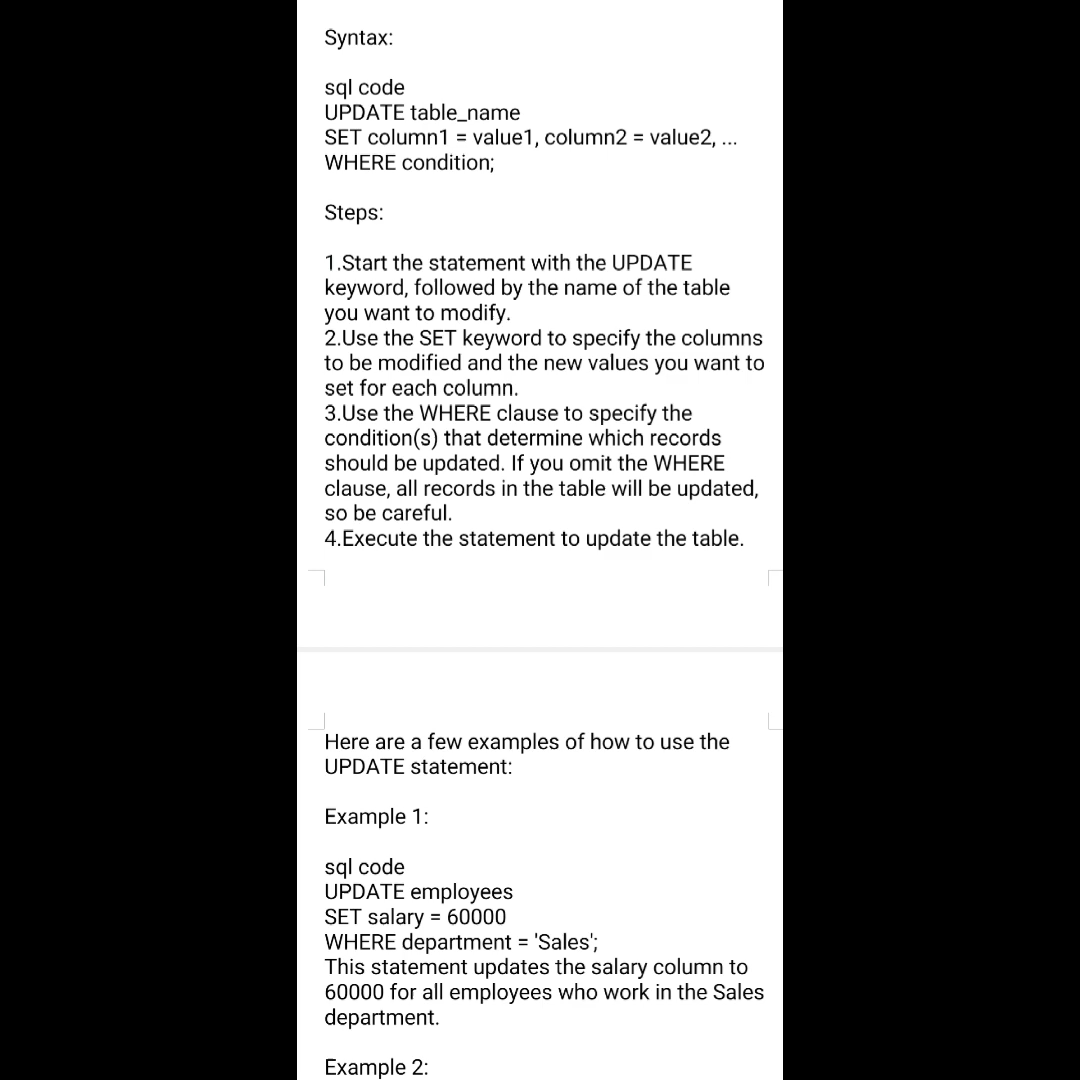 Syntax:
sql code
UPDATE table_name
SET column1 = value1, column2 = value2, ...
WHERE condition;
Steps:
1.Start the statement with the UPDATE
keyword, followed by the name of the table
you want to modify.
2.Use the SET keyword to specify the columns
to be modified and the new values you want to
set for each column.
3.Use the WHERE clause to specify the
condition(s) that determine which records
should be updated. If you omit the WHERE
clause, all records in the table will be updated,
so be careful.
4.Execute the statement to update the table.
Here are a few examples of how to use the
UPDATE statement:
Example 1:
sql code
UPDATE employees
SET salary = 60000
WHERE department = 'Sales';
This statement updates the salary column to
60000 for all employees who work in the Sales
department.
Example 2: